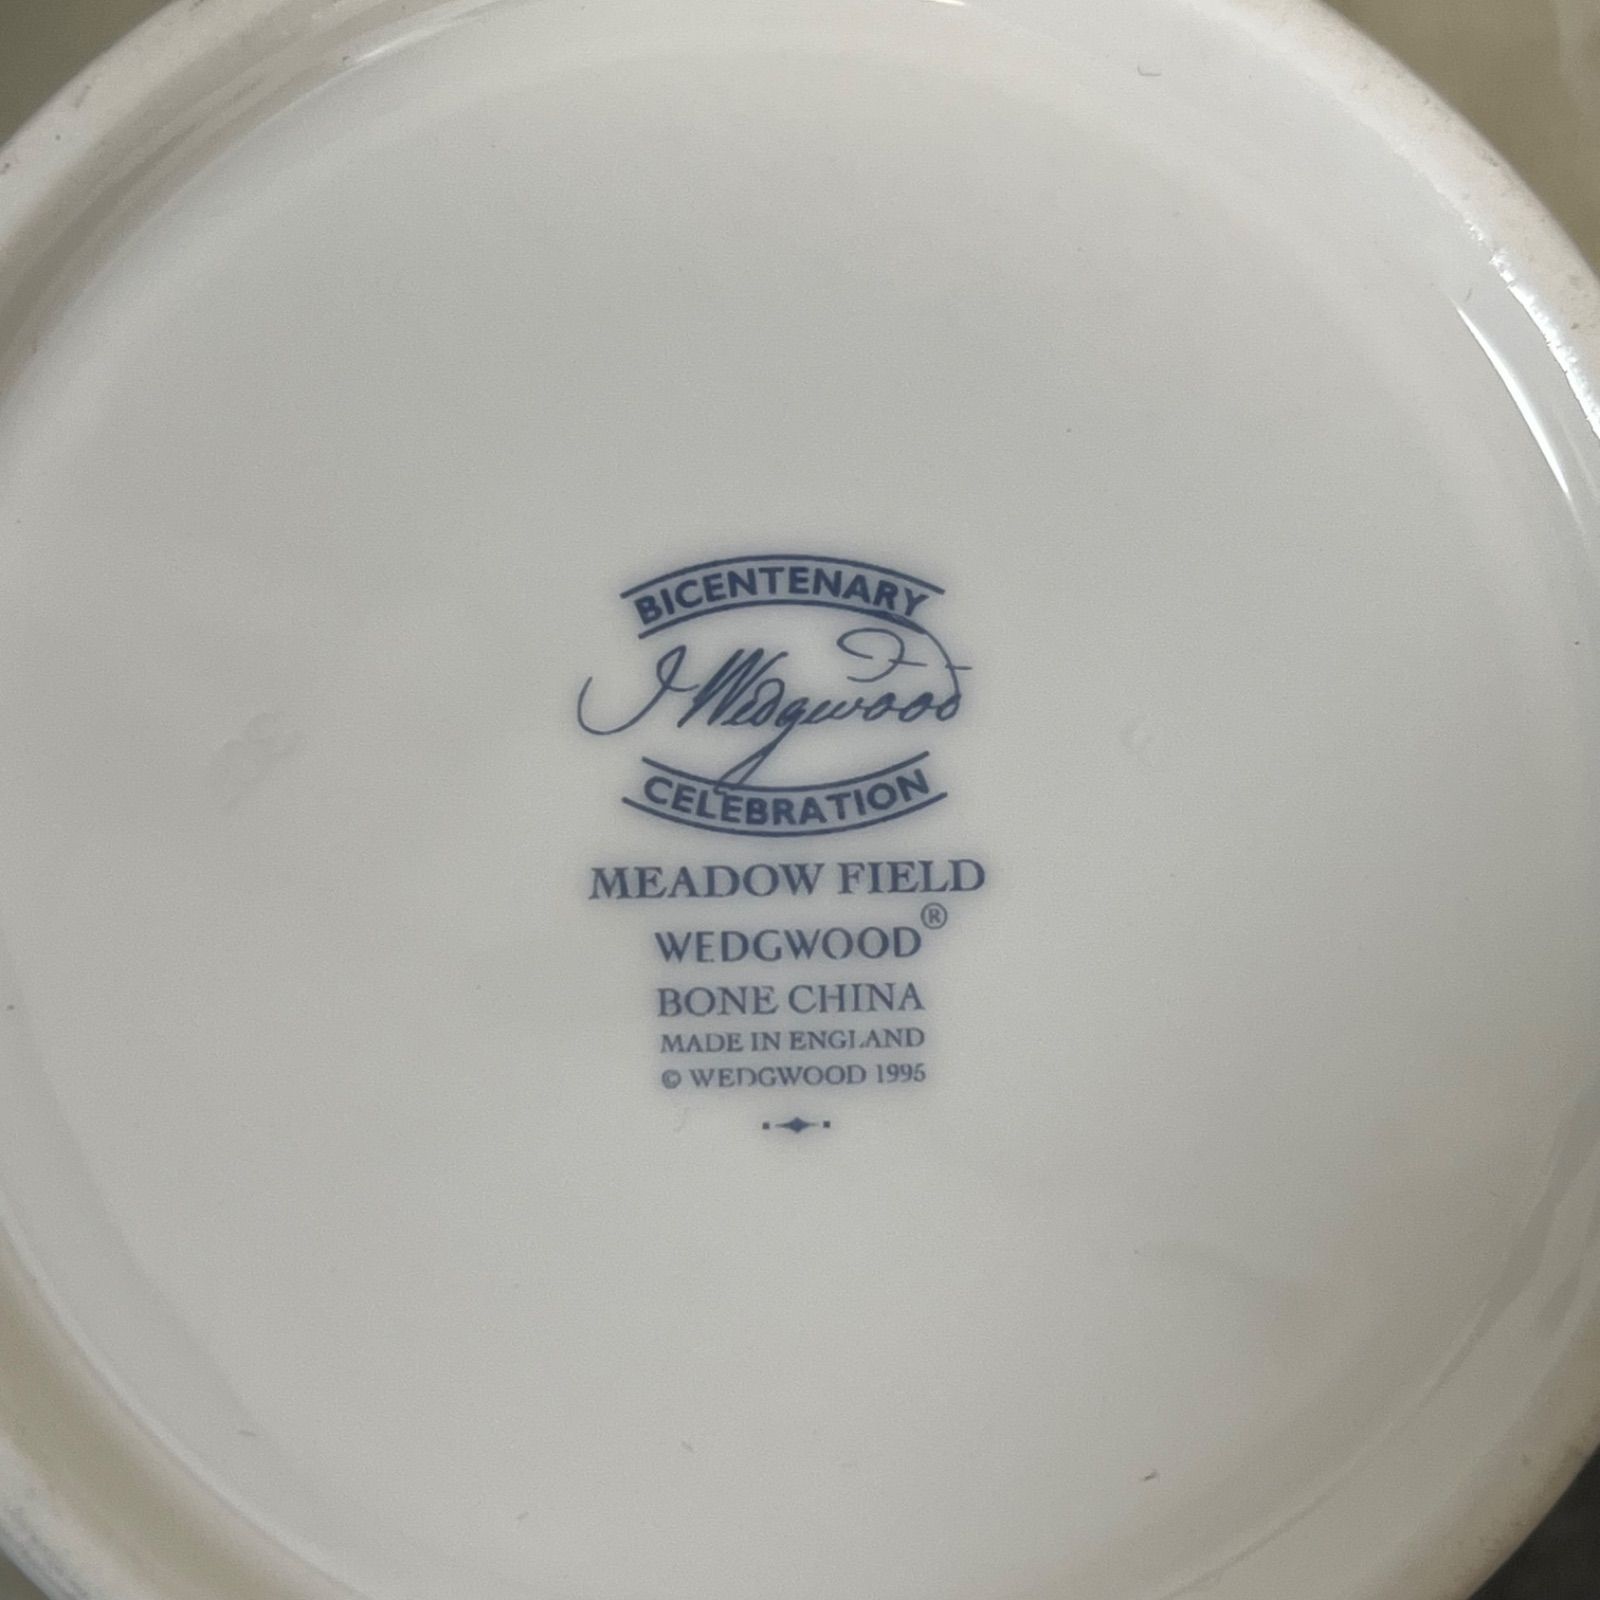 BICENTENARY
J Wedgwood
CELEBRATION
MEADOW FIELD
WEDGWOOD®
BONE CHINA
MADE IN ENGLAND
© WEDGWOOD 1995